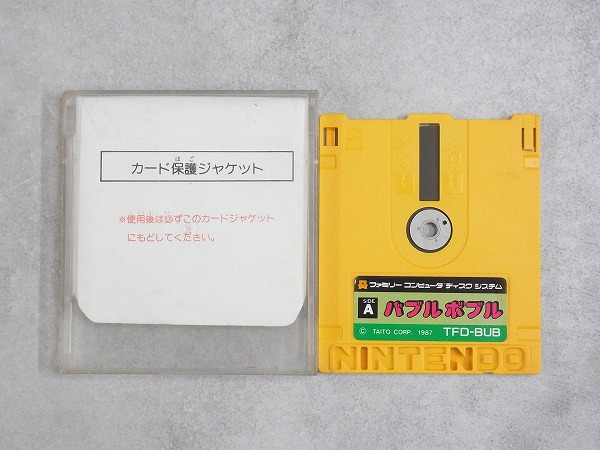 ほご
カード保護ジャケット
※使用後は必ずこのカードジャケット
にもどしてください。
ファミリー コンピュータ ディスク システム
SIDE
A
バブル ボブル
© TAITO CORP. 1987
TFD-BUB
NINTENDO